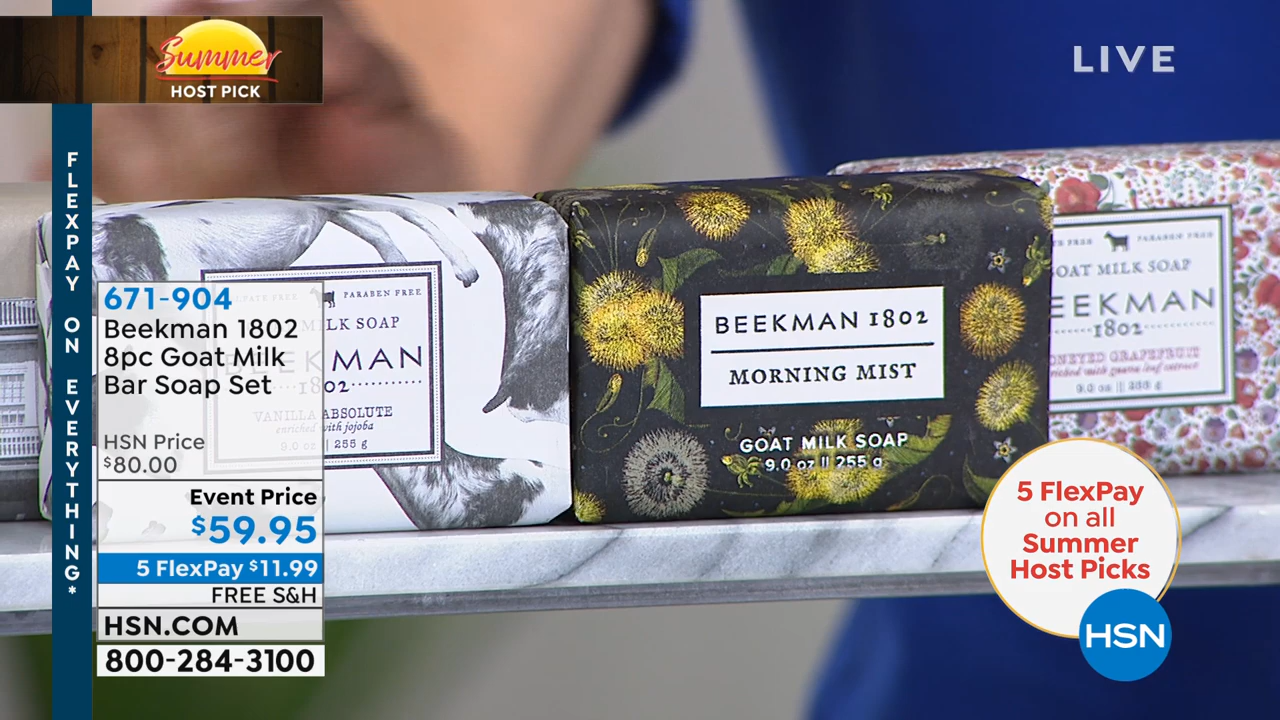 Summer
HOST PICK
LIVE
FLEXPAY ON EVERYTHING*
671-904
Beekman 1802
8pc Goat Milk
Bar Soap Set
HSN Price
$80.00
Event Price
$59.95
5 FlexPay $11.99
FREE S&H
HSN.COM
800-284-3100
PARABEN FREE
MILK SOAP
BEEKMAN
1802
VANILLA ABSOLUTE
enriched with jojoba
9.0 oz || 255 g
BEEKMAN 1802
MORNING MIST
GOAT MILK SOAP
9.0 oz || 255 g
FREE PARABEN FREE
GOAT MILK SOAP
EEKMAN
1802
HONEYED GRAPEFRUIT
enriched with guava leaf extract
9.0 oz || 255 g
5 FlexPay
on all
Summer
Host Picks
HSN